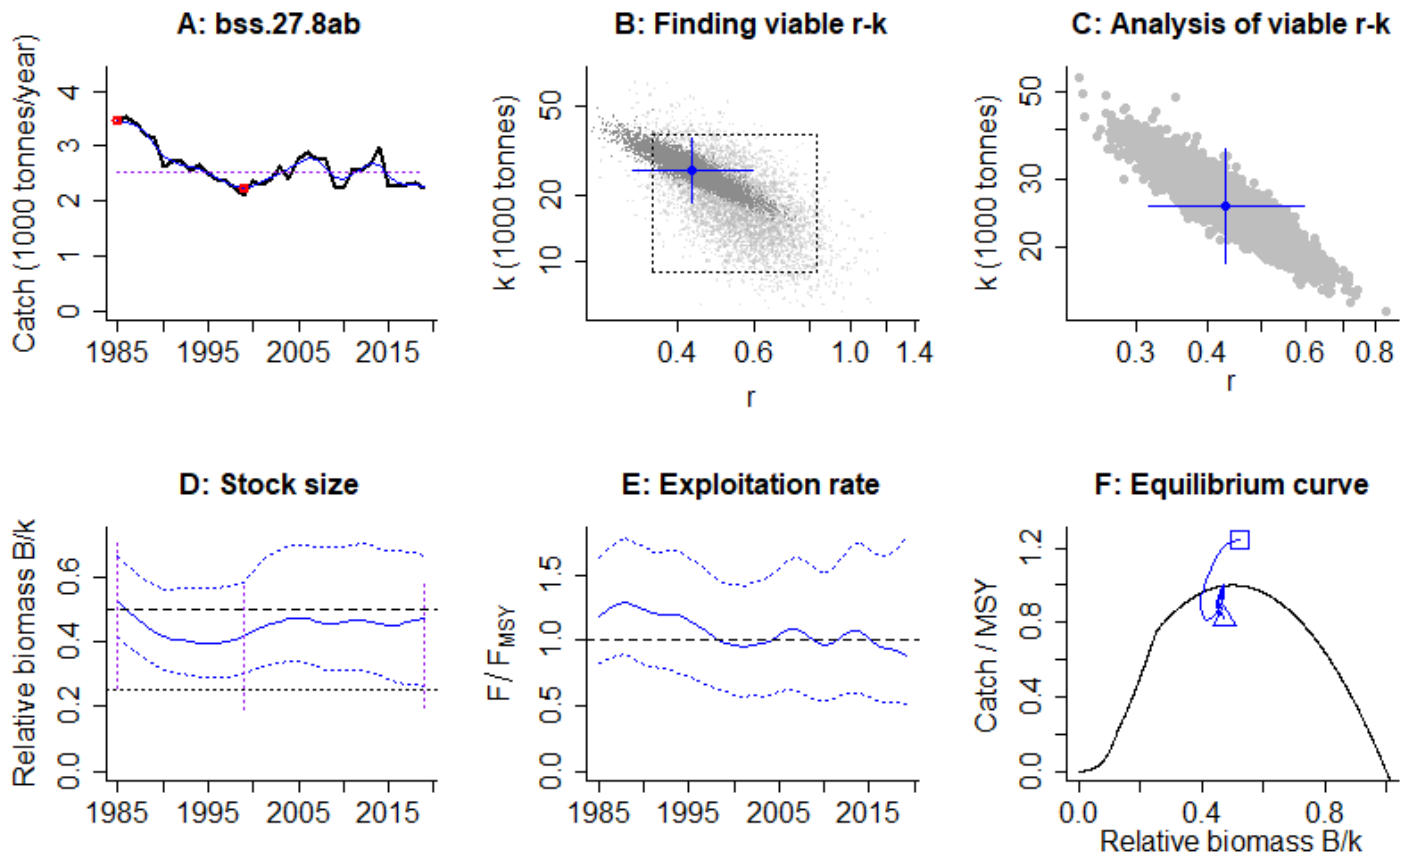 A: bss.27.8ab
Catch (1000 tonnes/year)
4
3
2
1
0
1985 1995 2005 2015
B: Finding viable r-k
k (1000 tonnes)
50
20
10
0.4 0.6 1.0 1.4
r
C: Analysis of viable r-k
k (1000 tonnes)
50
30
20
0.3 0.4 0.6 0.8
r
D: Stock size
Relative biomass B/k
0.6
0.4
0.2
0.0
1985 1995 2005 2015
E: Exploitation rate
F / FMSY
1.5
1.0
0.5
0.0
1985 1995 2005 2015
F: Equilibrium curve
Catch / MSY
1.2
0.8
0.4
0.0
0.0 0.4 0.8
Relative biomass B/k